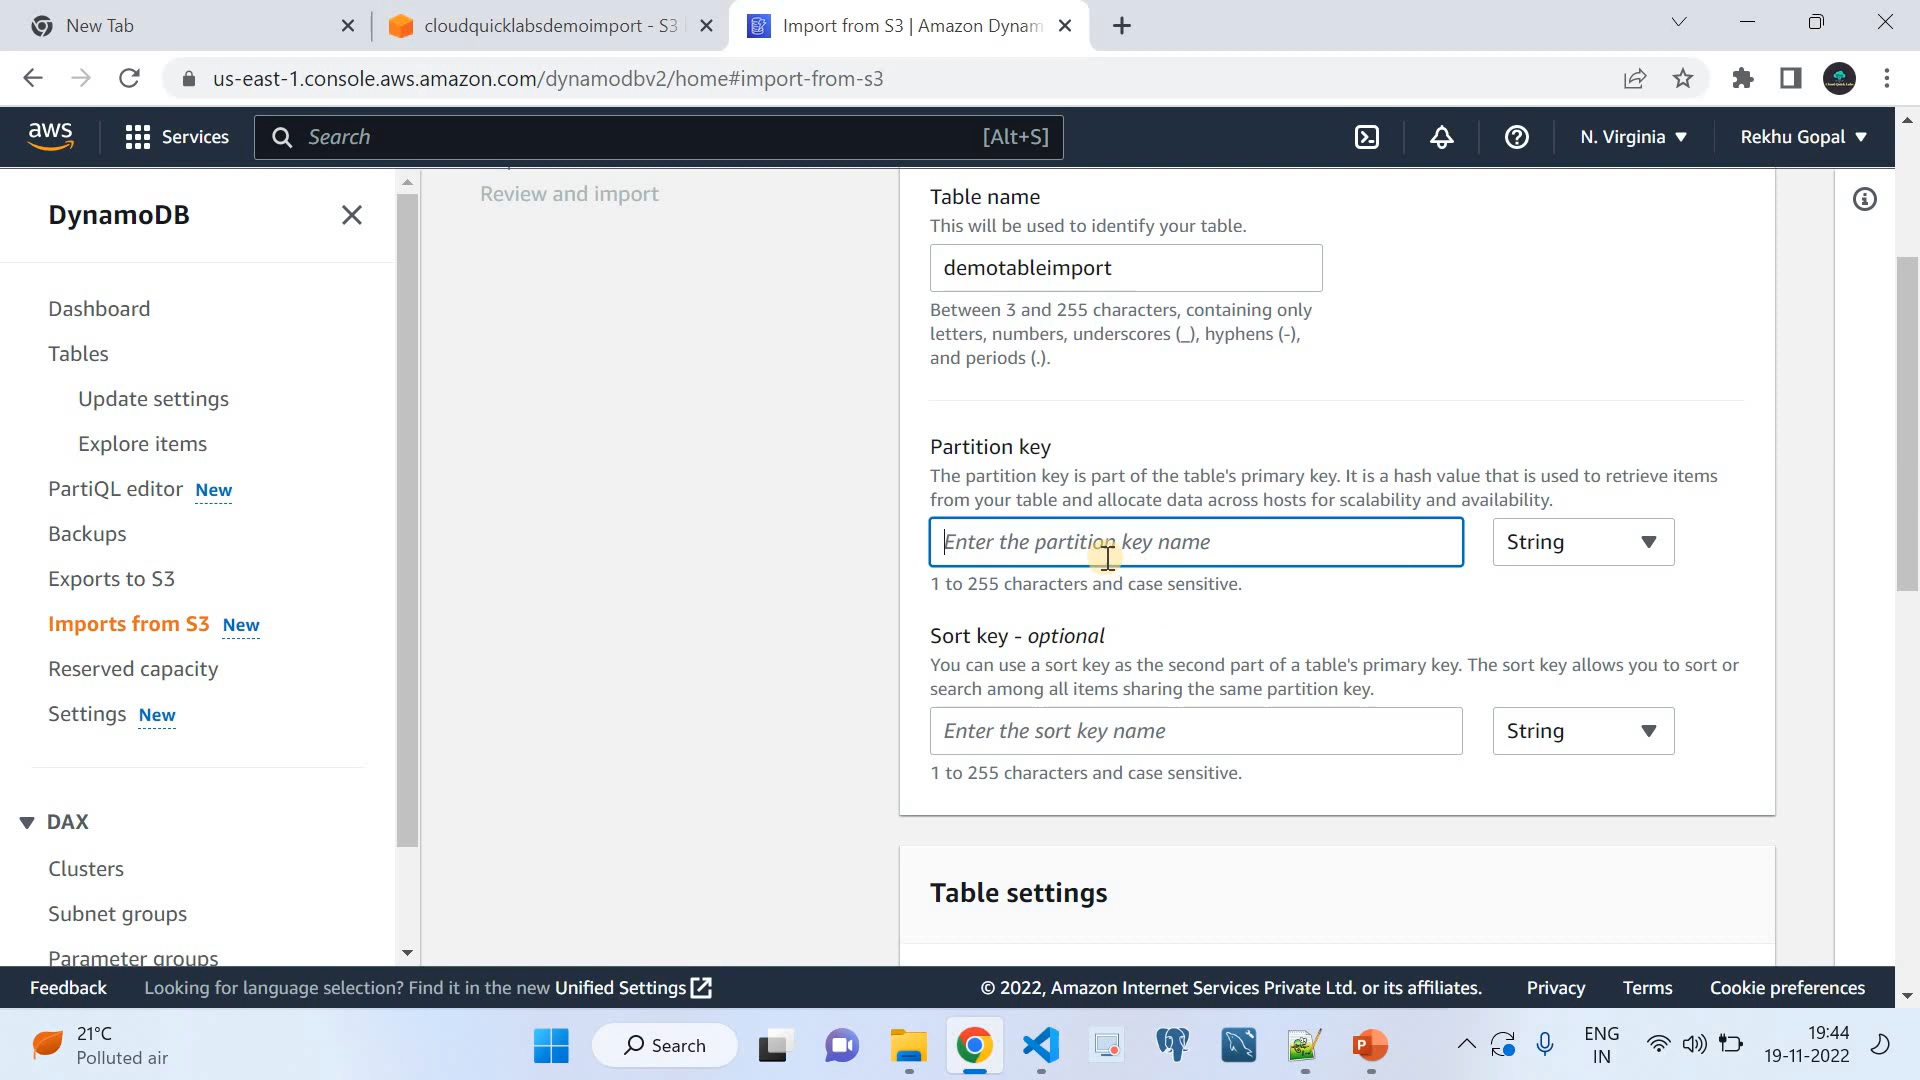 New Tab
cloudquicklabsdemoimport - S3
Import from S3 | Amazon Dynam
us-east-1.console.aws.amazon.com/dynamodbv2/home#import-from-s3
aws
Services
Search
[Alt+S]
N. Virginia
Rekhu Gopal
DynamoDB
Dashboard
Tables
Update settings
Explore items
PartiQL editor New
Backups
Exports to S3
Imports from S3 New
Reserved capacity
Settings New
DAX
Clusters
Subnet groups
Parameter groups
Review and import
Table name
This will be used to identify your table.
demotableimport
Between 3 and 255 characters, containing only
letters, numbers, underscores (_), hyphens (-),
and periods (.).
Partition key
The partition key is part of the table's primary key. It is a hash value that is used to retrieve items
from your table and allocate data across hosts for scalability and availability.
Enter the partition key name
String
1 to 255 characters and case sensitive.
Sort key - optional
You can use a sort key as the second part of a table's primary key. The sort key allows you to sort or
search among all items sharing the same partition key.
Enter the sort key name
String
1 to 255 characters and case sensitive.
Table settings
Feedback
Looking for language selection? Find it in the new Unified Settings
© 2022, Amazon Internet Services Private Ltd. or its affiliates.
Privacy
Terms
Cookie preferences
21°C
Polluted air
Search
ENG
IN
19:44
19-11-2022